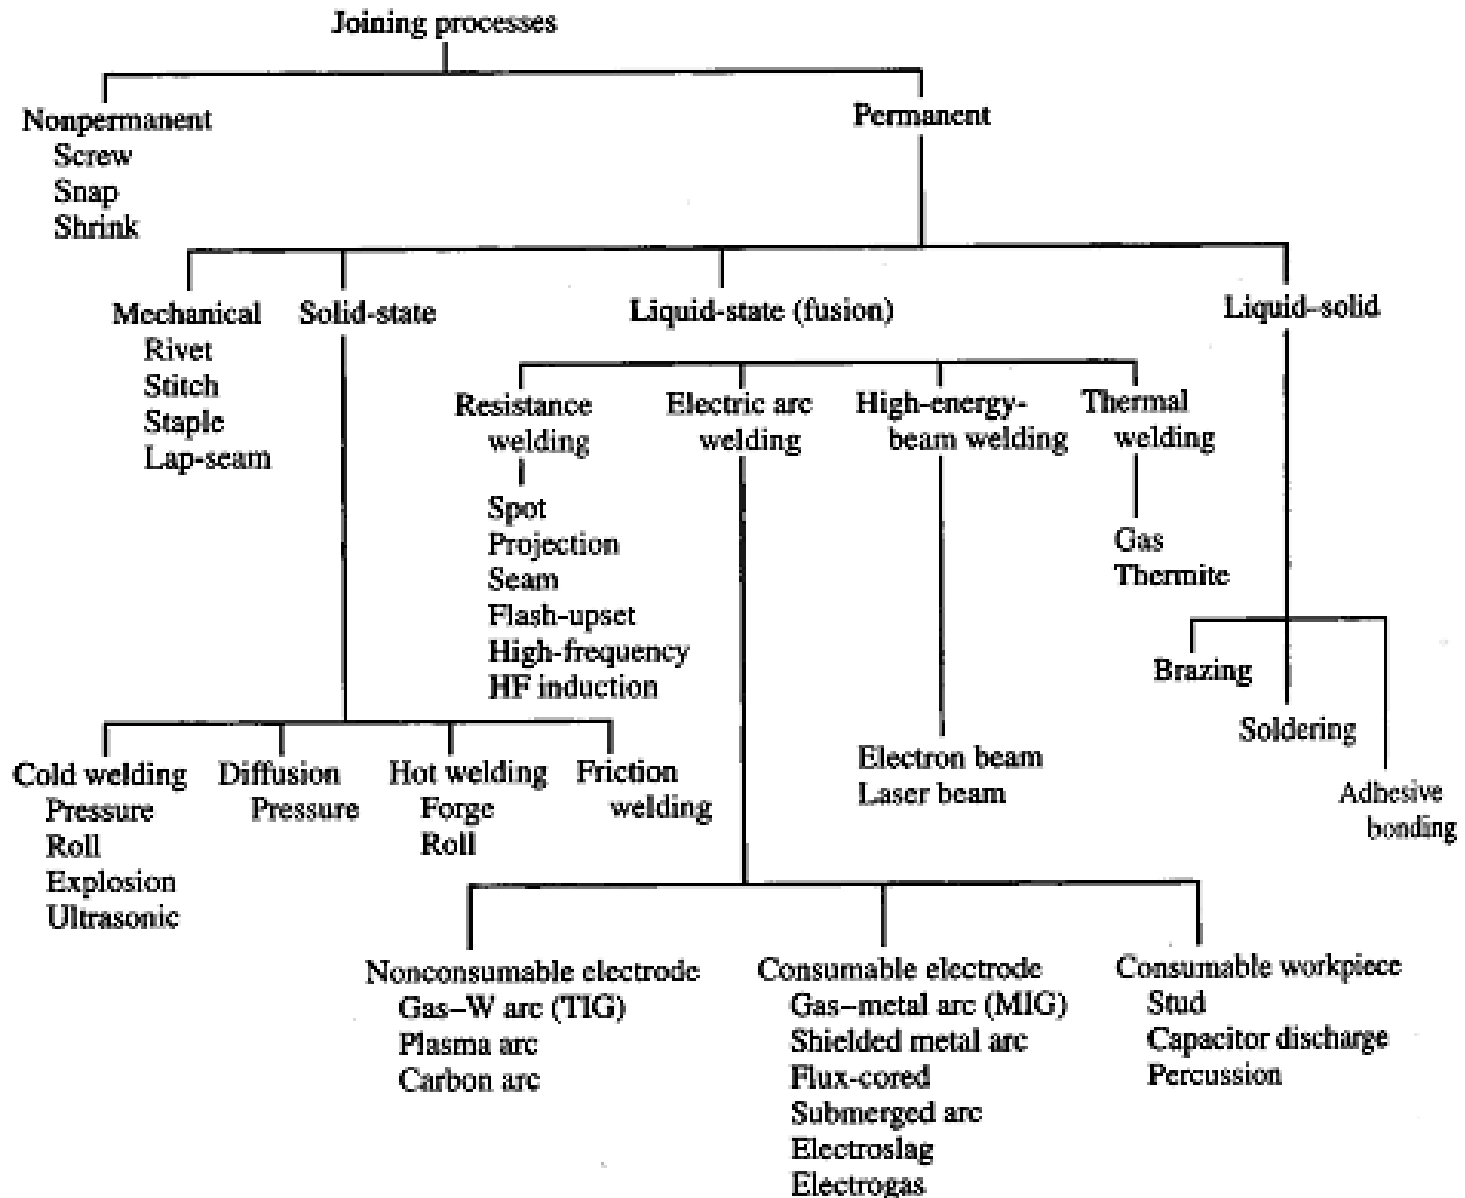 Joining processes
Nonpermanent
Screw
Snap
Shrink
Permanent
Mechanical
Rivet
Stitch
Staple
Lap-seam
Solid-state
Liquid-state (fusion)
Liquid–solid
Resistance
welding
Spot
Projection
Seam
Flash-upset
High-frequency
HF induction
Electric arc
welding
High-energy-
beam welding
Electron beam
Laser beam
Thermal
welding
Gas
Thermite
Brazing
Soldering
Adhesive
bonding
Cold welding
Pressure
Roll
Explosion
Ultrasonic
Diffusion
Pressure
Hot welding
Forge
Roll
Friction
welding
Nonconsumable electrode
Gas–W arc (TIG)
Plasma arc
Carbon arc
Consumable electrode
Gas–metal arc (MIG)
Shielded metal arc
Flux-cored
Submerged arc
Electroslag
Electrogas
Consumable workpiece
Stud
Capacitor discharge
Percussion